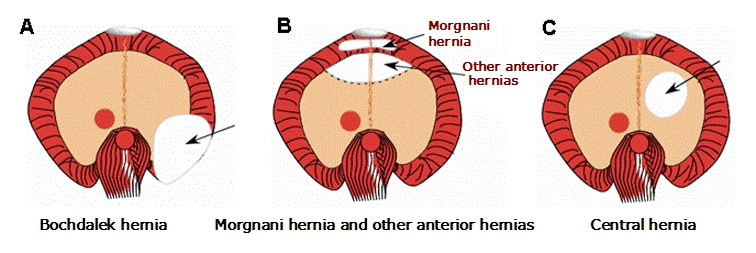 A
B
C
Morgnani
hernia
Other anterior
hernias
Bochdalek hernia
Morgnani hernia and other anterior hernias
Central hernia